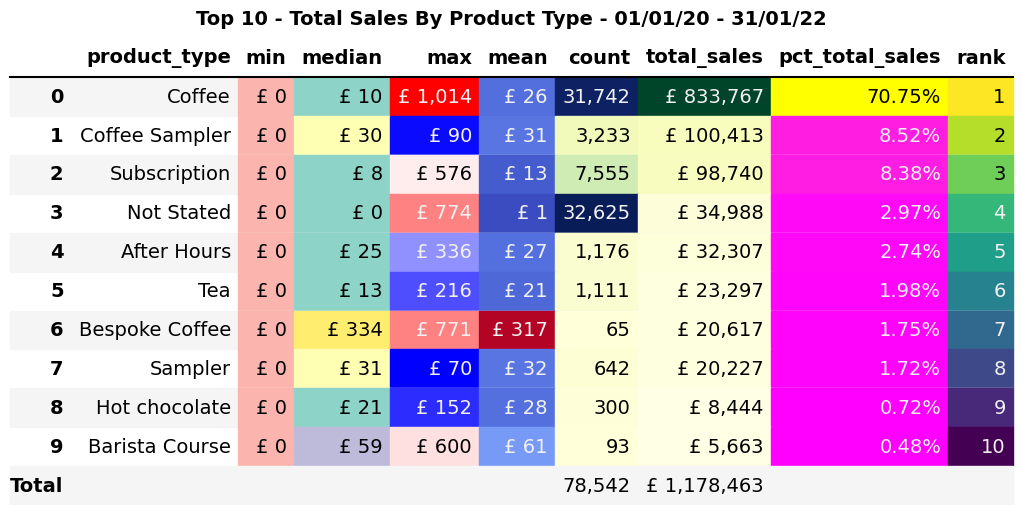 Top 10 - Total Sales By Product Type - 01/01/20 - 31/01/22
product_type min median max mean count total_sales pct_total_sales rank
0 Coffee £ 0 £ 10 £ 1,014 £ 26 31,742 £ 833,767 70.75% 1
1 Coffee Sampler £ 0 £ 30 £ 90 £ 31 3,233 £ 100,413 8.52% 2
2 Subscription £ 0 £ 8 £ 576 £ 13 7,555 £ 98,740 8.38% 3
3 Not Stated £ 0 £ 0 £ 774 £ 1 32,625 £ 34,988 2.97% 4
4 After Hours £ 0 £ 25 £ 336 £ 27 1,176 £ 32,307 2.74% 5
5 Tea £ 0 £ 13 £ 216 £ 21 1,111 £ 23,297 1.98% 6
6 Bespoke Coffee £ 0 £ 334 £ 771 £ 317 65 £ 20,617 1.75% 7
7 Sampler £ 0 £ 31 £ 70 £ 32 642 £ 20,227 1.72% 8
8 Hot chocolate £ 0 £ 21 £ 152 £ 28 300 £ 8,444 0.72% 9
9 Barista Course £ 0 £ 59 £ 600 £ 61 93 £ 5,663 0.48% 10
Total 78,542 £ 1,178,463